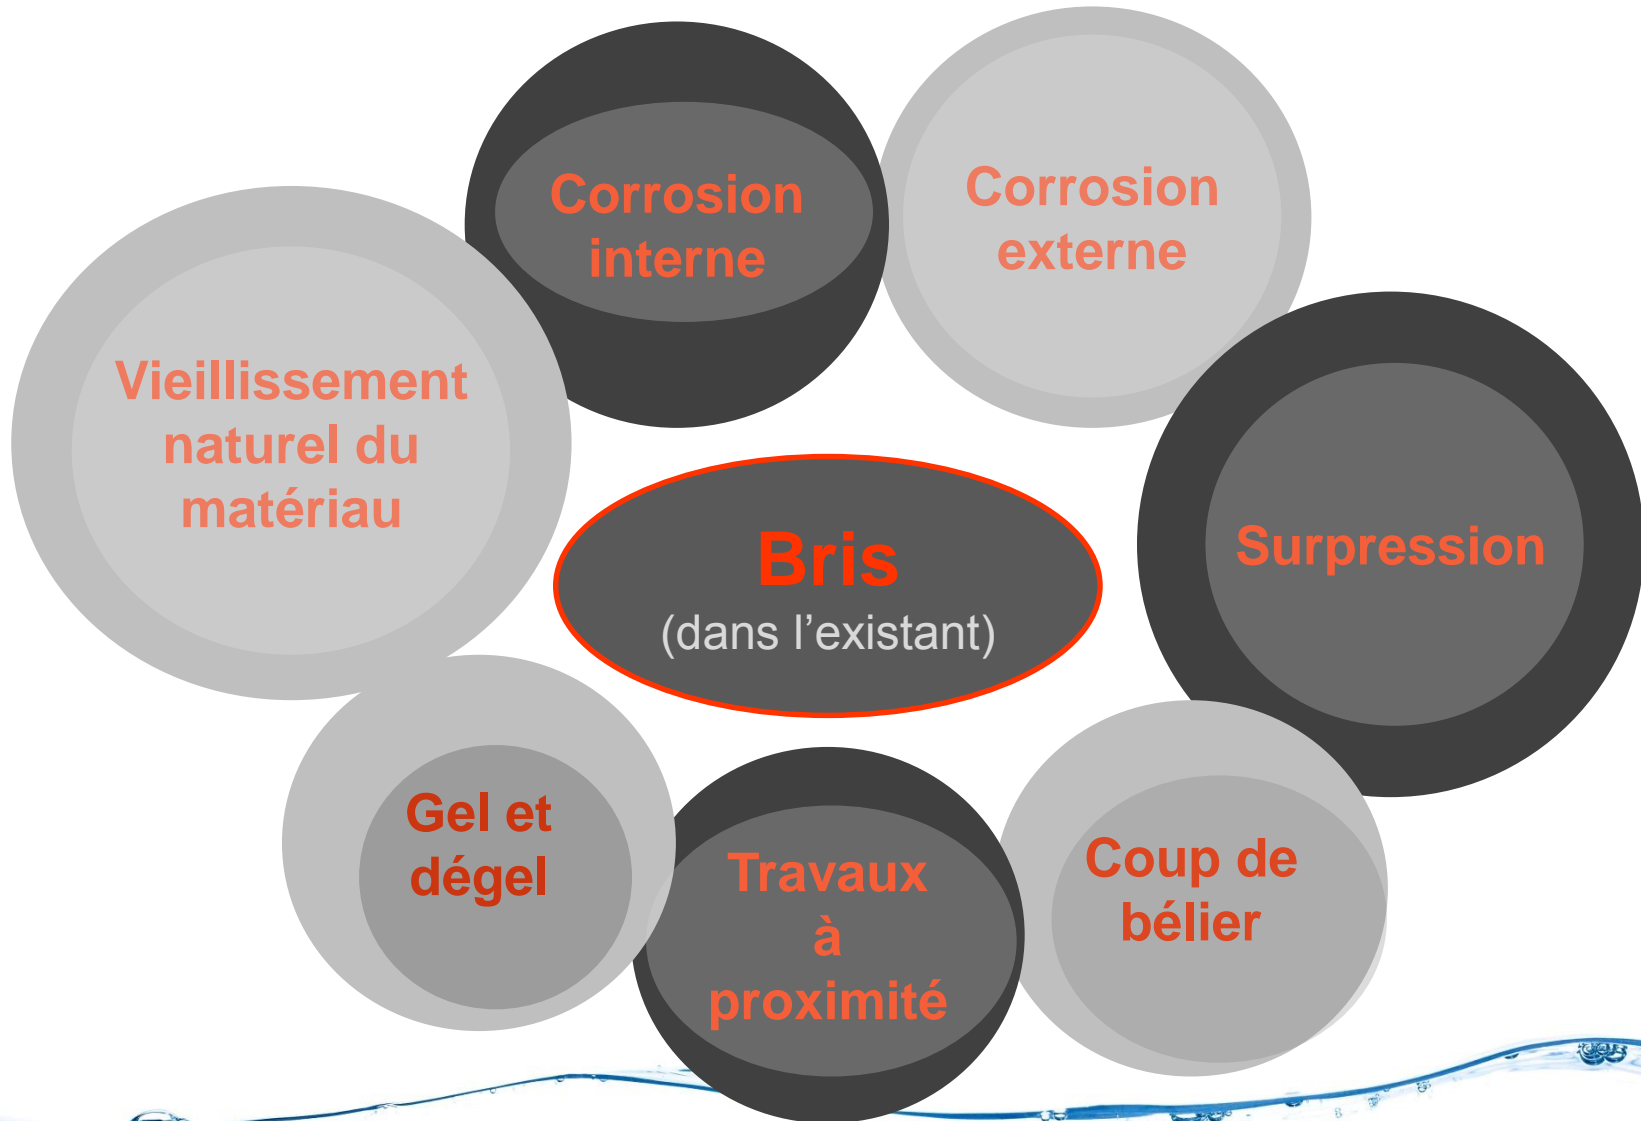 Corrosion
interne
Corrosion
externe
Vieillissement
naturel du
matériau
Surpression
Bris
(dans l’existant)
Gel et
dégel
Travaux
à
proximité
Coup de
bélier